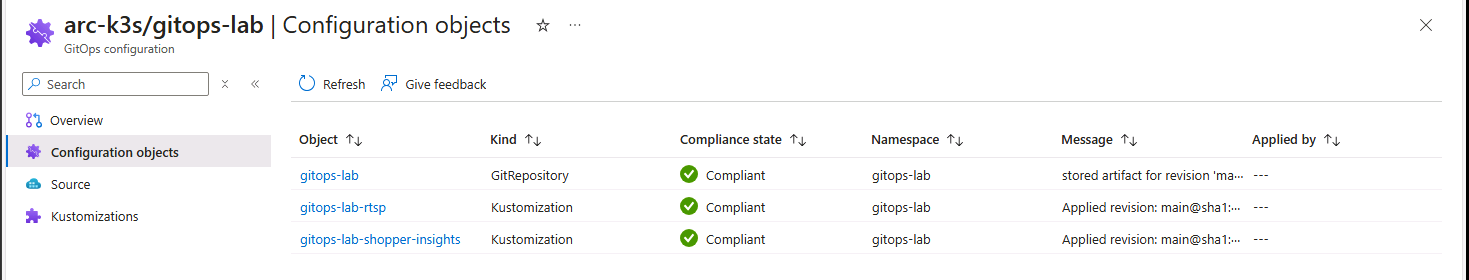 arc-k3s/gitops-lab | Configuration objects
GitOps configuration
Search
Overview
Configuration objects
Source
Kustomizations
Refresh Give feedback
Object Kind Compliance state Namespace Message Applied by
gitops-lab GitRepository Compliant gitops-lab stored artifact for revision 'ma··· ---
gitops-lab-rtsp Kustomization Compliant gitops-lab Applied revision: main@sha1:··· ---
gitops-lab-shopper-insights Kustomization Compliant gitops-lab Applied revision: main@sha1:··· ---